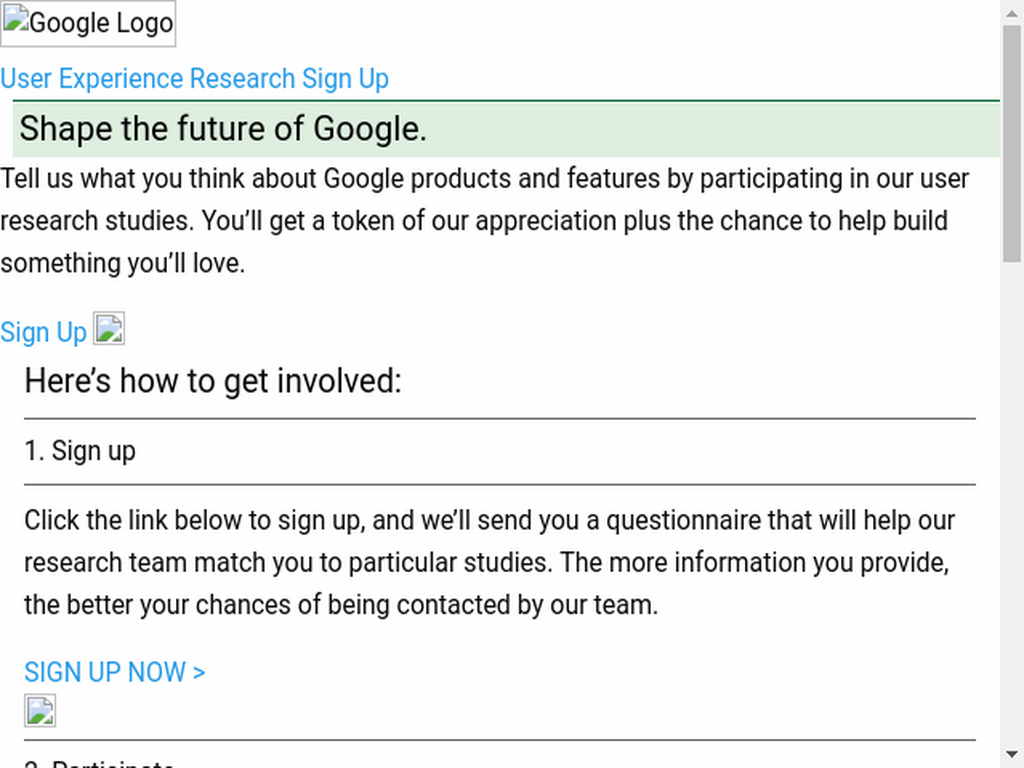 Google Logo
User Experience Research Sign Up
Shape the future of Google.
Tell us what you think about Google products and features by participating in our user
research studies. You’ll get a token of our appreciation plus the chance to help build
something you’ll love.
Sign Up
Here’s how to get involved:
1. Sign up
Click the link below to sign up, and we’ll send you a questionnaire that will help our
research team match you to particular studies. The more information you provide,
the better your chances of being contacted by our team.
SIGN UP NOW >
2. Participate